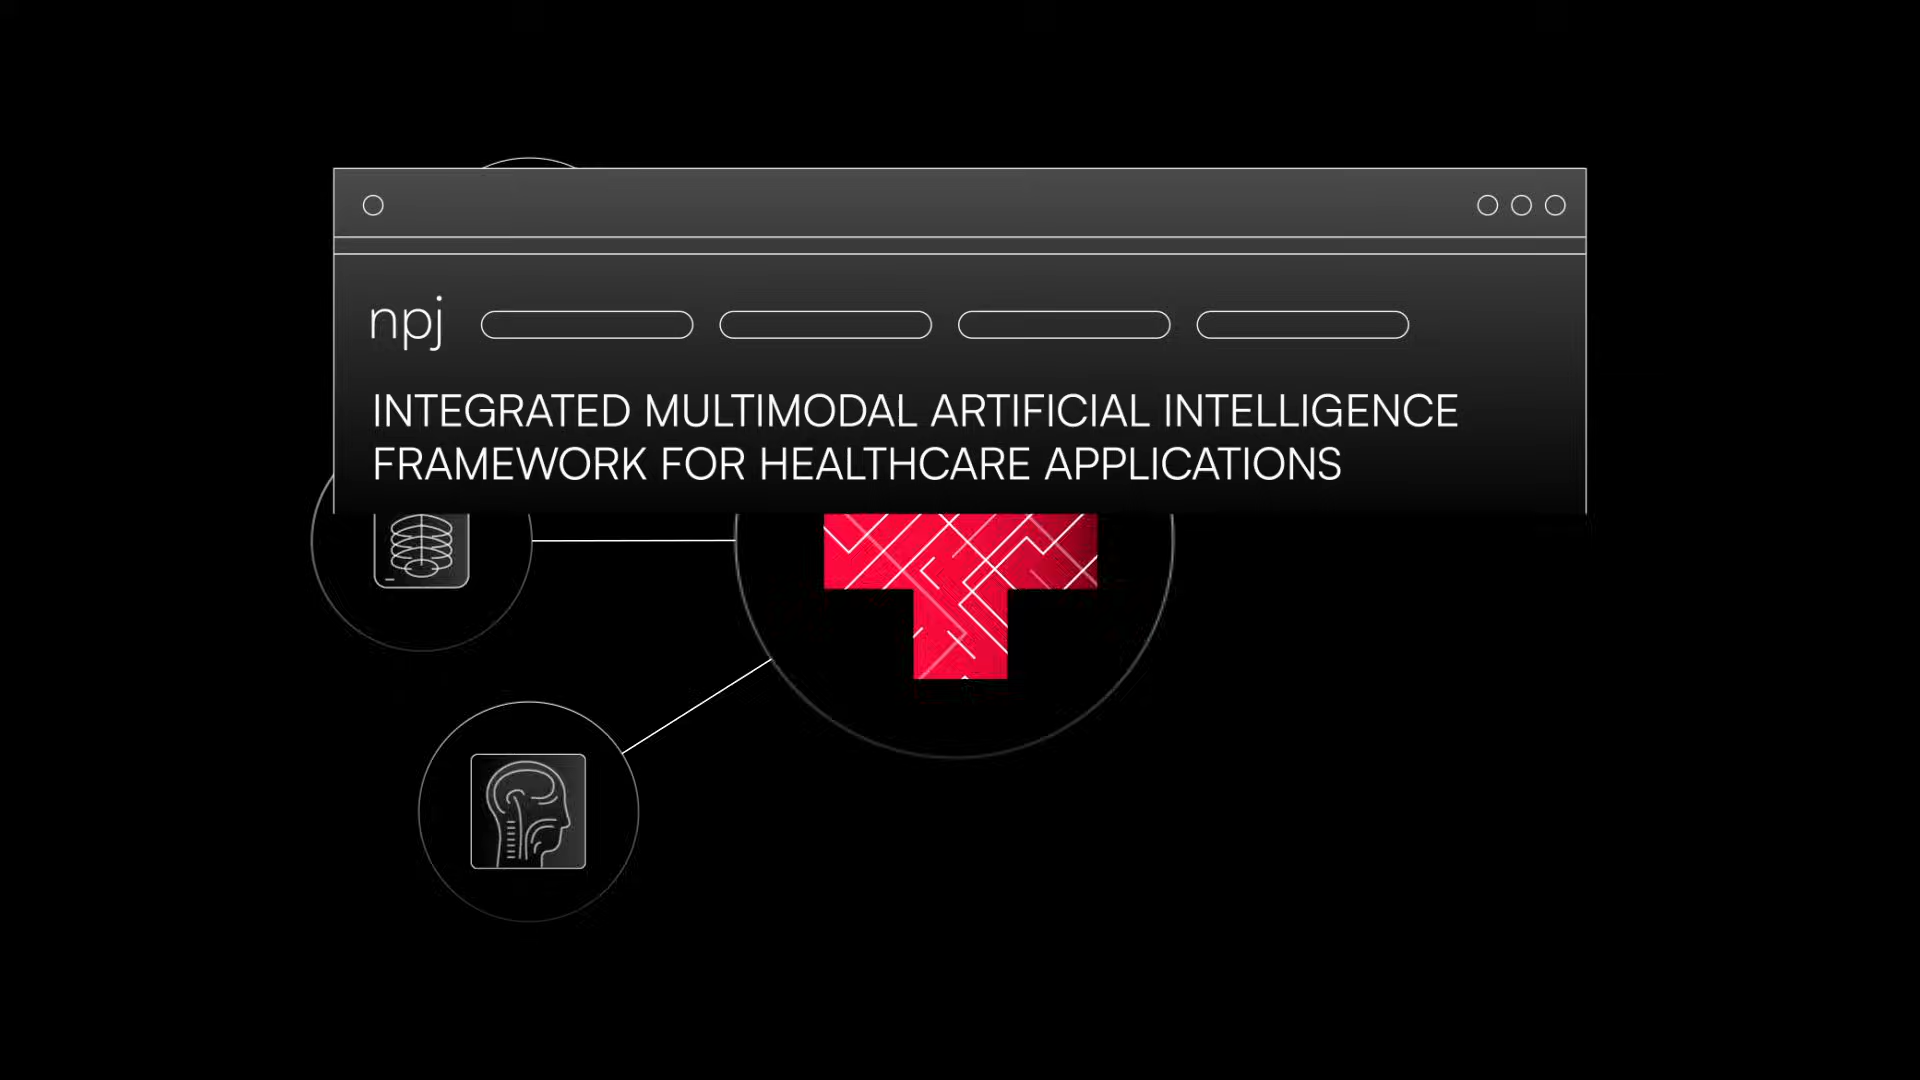 npj
INTEGRATED MULTIMODAL ARTIFICIAL INTELLIGENCE
FRAMEWORK FOR HEALTHCARE APPLICATIONS